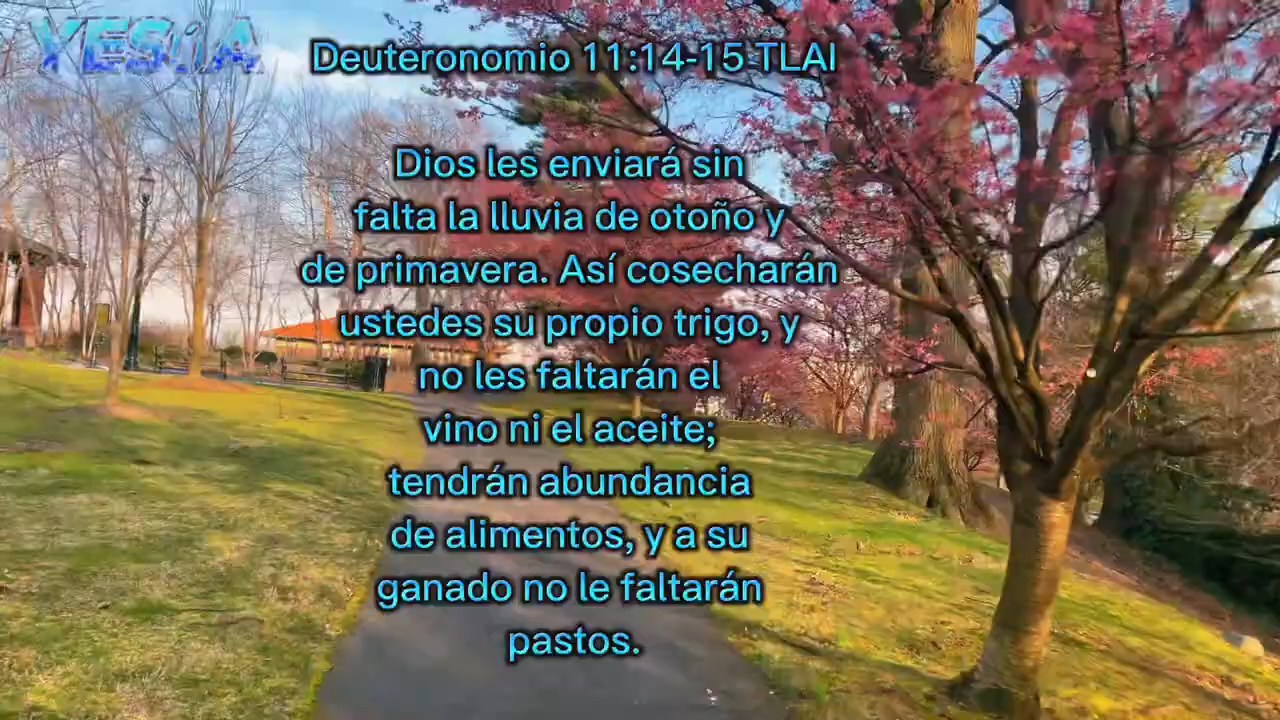 YESHA
Deuteronomio 11:14-15 TLAI
Dios les enviará sin
falta la lluvia de otoño y
de primavera. Así cosecharán
ustedes su propio trigo, y
no les faltarán el
vino ni el aceite;
tendrán abundancia
de alimentos, y a su
ganado no le faltarán
pastos.